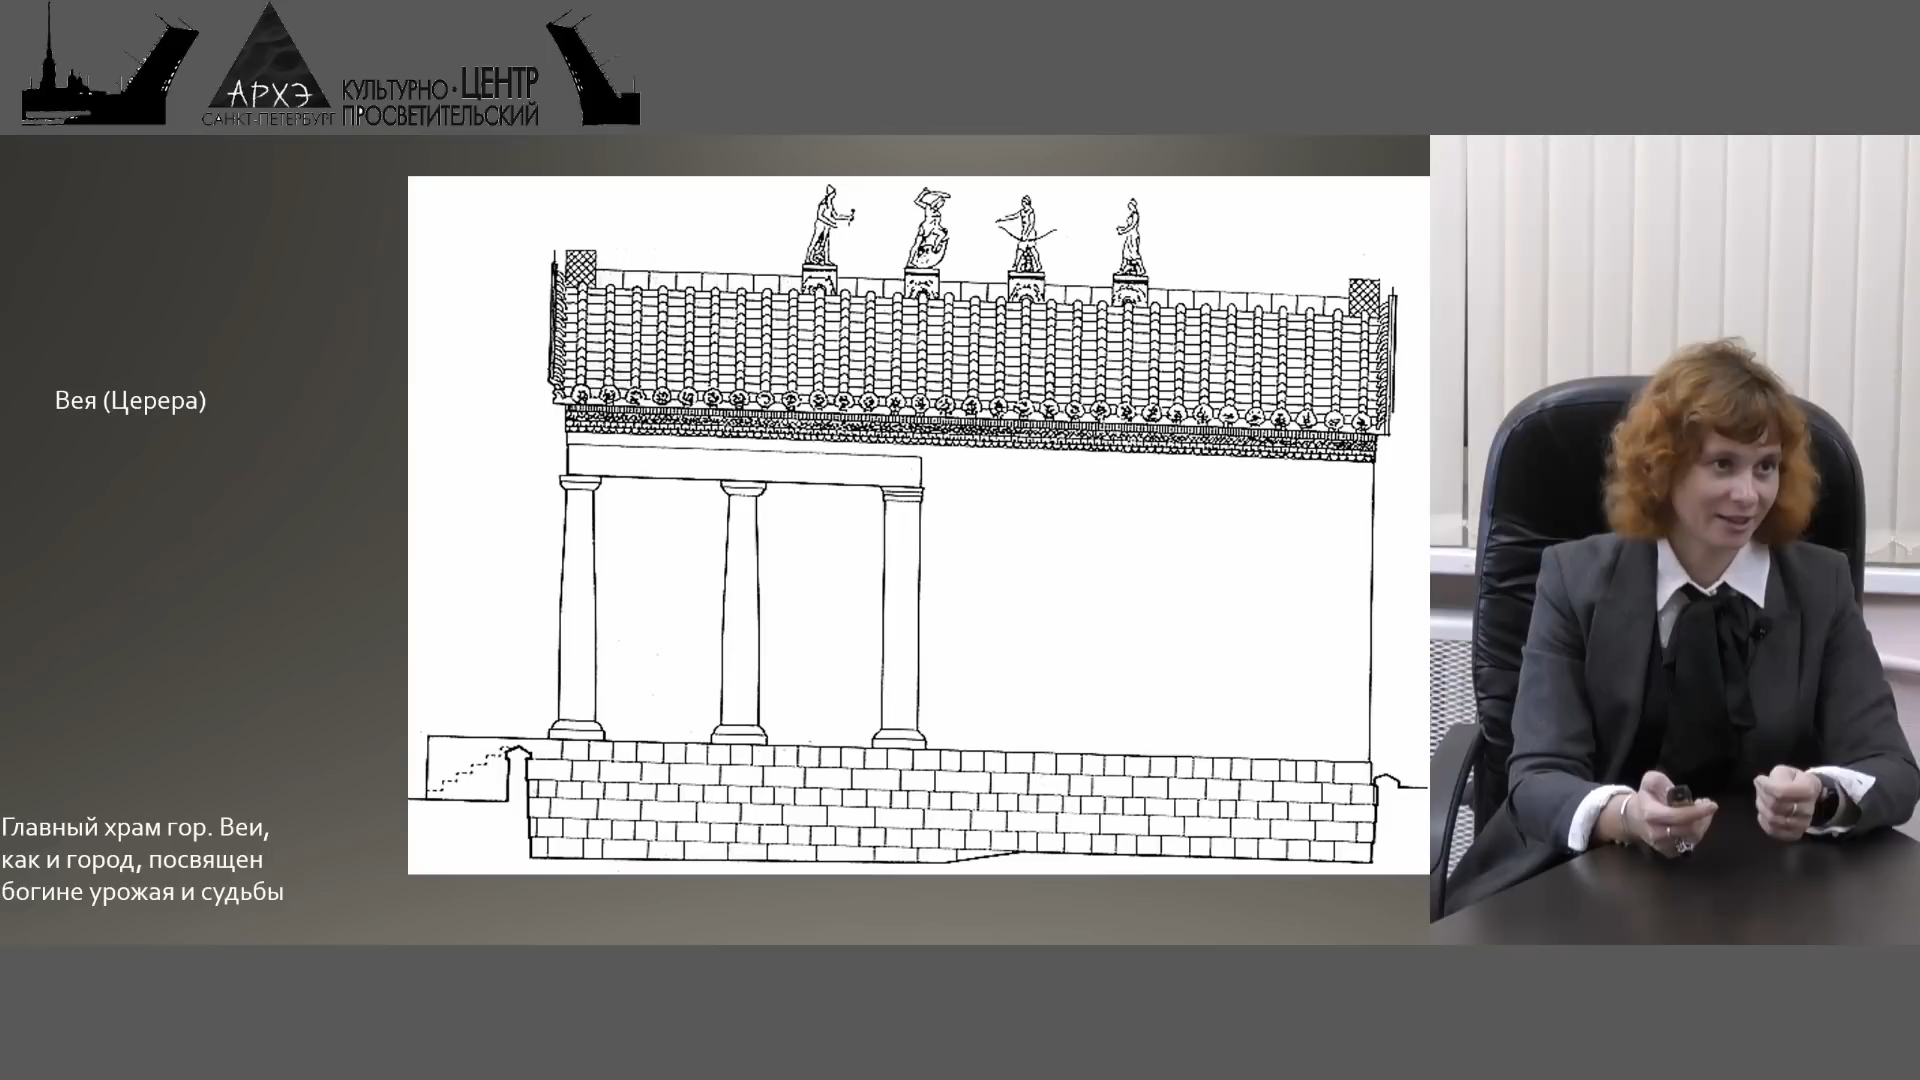 АРХЭ
САНКТ-ПЕТЕРБУРГ
КУЛЬТУРНО · ЦЕНТР
ПРОСВЕТИТЕЛЬСКИЙ
Вея (Церера)
Главный храм гор. Веи,
как и город, посвящен
богине урожая и судьбы